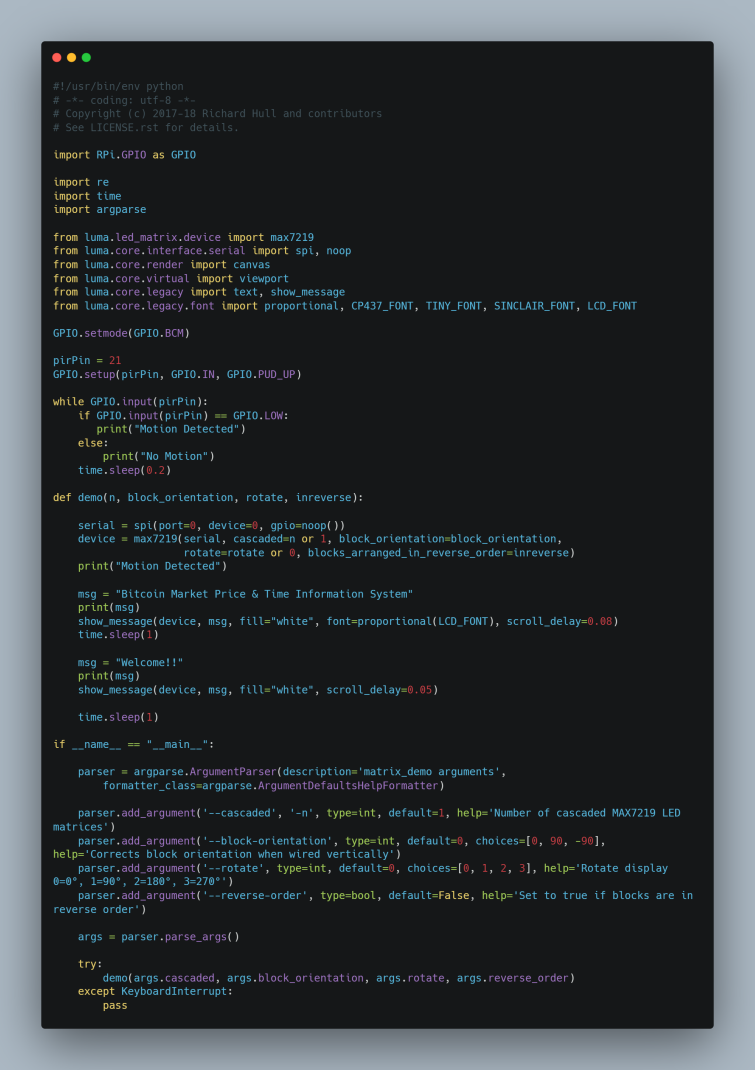 #!/usr/bin/env python
# -*- coding: utf-8 -*-
# Copyright (c) 2017-18 Richard Hull and contributors
# See LICENSE.rst for details.

import RPi.GPIO as GPIO

import re
import time
import argparse

from luma.led_matrix.device import max7219
from luma.core.interface.serial import spi, noop
from luma.core.render import canvas
from luma.core.virtual import viewport
from luma.core.legacy import text, show_message
from luma.core.legacy.font import proportional, CP437_FONT, TINY_FONT, SINCLAIR_FONT, LCD_FONT

GPIO.setmode(GPIO.BCM)

pirPin = 21
GPIO.setup(pirPin, GPIO.IN, GPIO.PUD_UP)

while GPIO.input(pirPin):
    if GPIO.input(pirPin) == GPIO.LOW:
       print("Motion Detected")
    else:
        print("No Motion")
    time.sleep(0.2)

def demo(n, block_orientation, rotate, inreverse):

    serial = spi(port=0, device=0, gpio=noop())
    device = max7219(serial, cascaded=n or 1, block_orientation=block_orientation,
                     rotate=rotate or 0, blocks_arranged_in_reverse_order=inreverse)
    print("Motion Detected")

    msg = "Bitcoin Market Price & Time Information System"
    print(msg)
    show_message(device, msg, fill="white", font=proportional(LCD_FONT), scroll_delay=0.08)
    time.sleep(1)

    msg = "Welcome!!"
    print(msg)
    show_message(device, msg, fill="white", scroll_delay=0.05)

    time.sleep(1)

if __name__ == "__main__":

    parser = argparse.ArgumentParser(description='matrix_demo arguments',
        formatter_class=argparse.ArgumentDefaultsHelpFormatter)

    parser.add_argument('--cascaded', '-n', type=int, default=1, help='Number of cascaded MAX7219 LED
matrices')
    parser.add_argument('--block-orientation', type=int, default=0, choices=[0, 90, -90],
help='Corrects block orientation when wired vertically')
    parser.add_argument('--rotate', type=int, default=0, choices=[0, 1, 2, 3], help='Rotate display
0=0°, 1=90°, 2=180°, 3=270°')
    parser.add_argument('--reverse-order', type=bool, default=False, help='Set to true if blocks are in
reverse order')

    args = parser.parse_args()

    try:
        demo(args.cascaded, args.block_orientation, args.rotate, args.reverse_order)
    except KeyboardInterrupt:
        pass